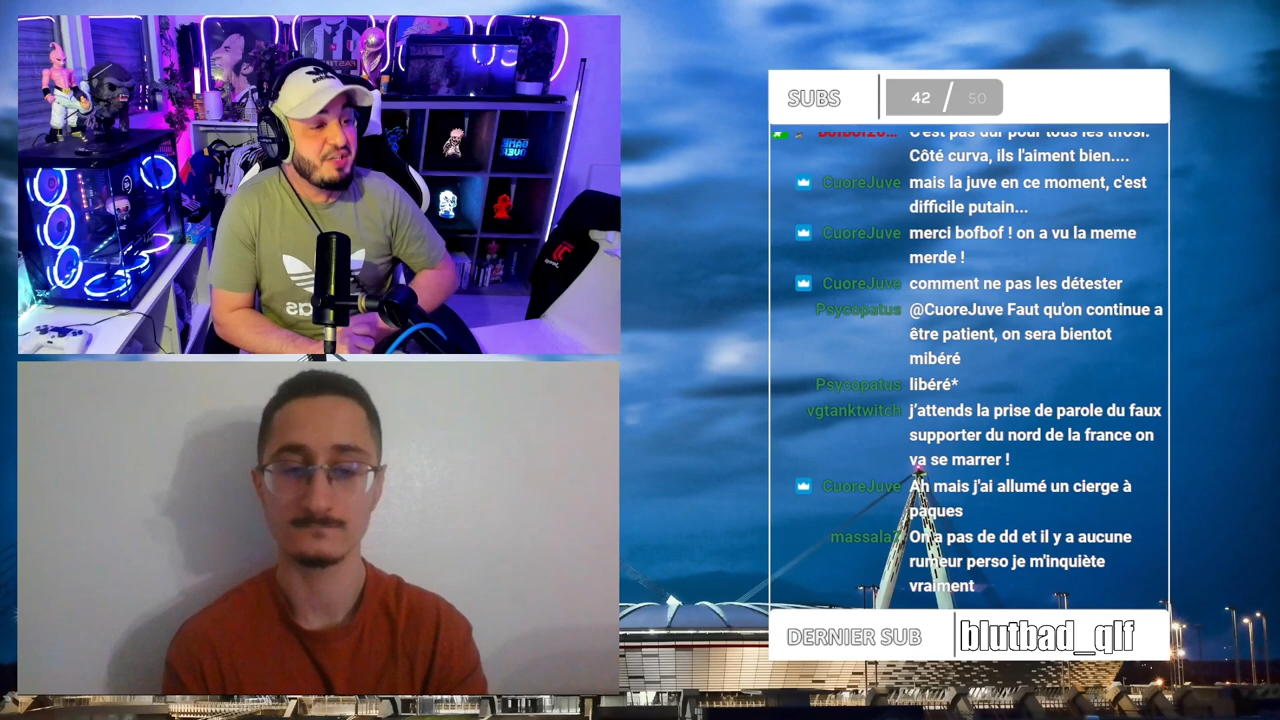 SUBS
42 / 50
C'est pas dur pour tous les tifosi.
Côté curva, ils l'aiment bien....
CuoreJuve mais la juve en ce moment, c'est
difficile putain...
CuoreJuve merci bofbof ! on a vu la meme
merde !
CuoreJuve comment ne pas les détester
Psycopatus @CuoreJuve Faut qu'on continue a
être patient, on sera bientot
mibéré
Psycopatus libéré*
vgtanktwitch j'attends la prise de parole du faux
supporter du nord de la france on
va se marrer !
CuoreJuve Ah mais j'ai allumé un cierge à
paques
On a pas de dd et il y a aucune
rumeur perso je m'inquiète
vraiment
DERNIER SUB
blutbad_qlf